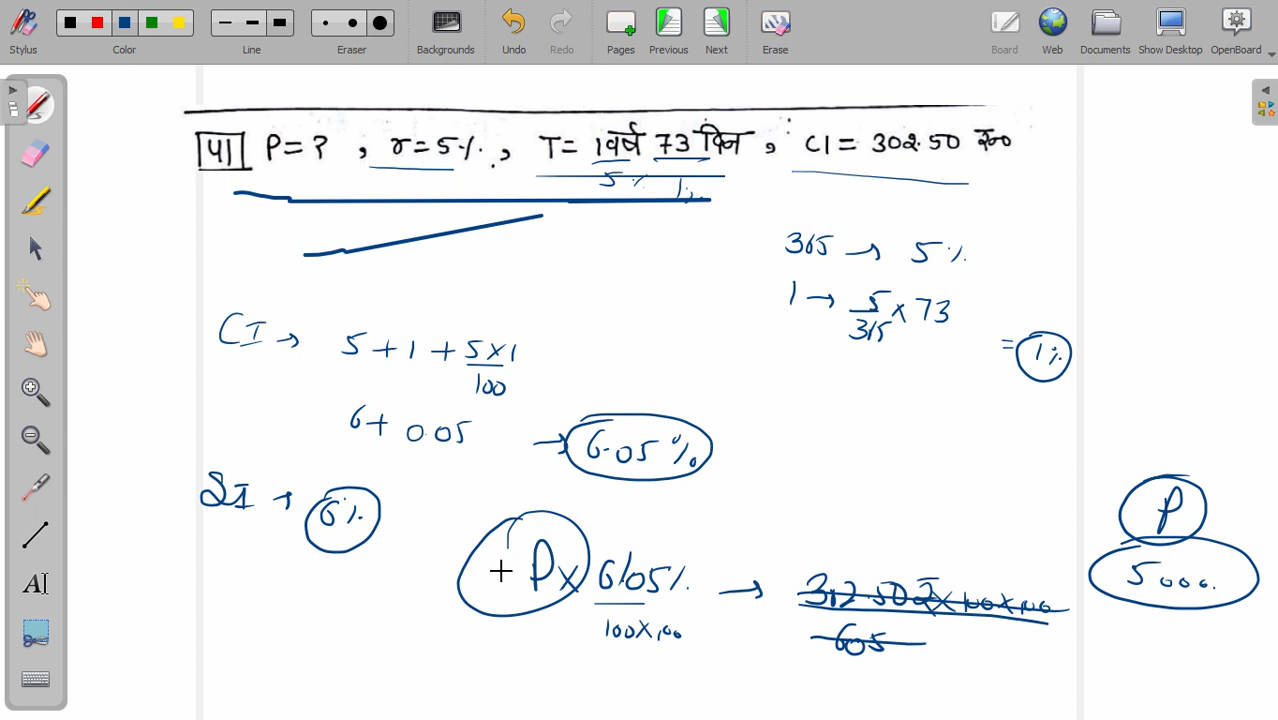 Stylus Color Line Eraser Backgrounds Undo Redo Pages Previous Next Erase Board Web Documents Show Desktop OpenBoard
P= ? , r=5%. , T= 1वर्ष 73 दिन , CI = 302.50 रू०
5% 1%
365 → 5%
1 → 5/365 × 73
= 1%
CI → 5 + 1 + 5×1/100
6 + 0.05 → 6.05%
SI → 6%
P
P× 6.05%/100×100 →
605
5000.